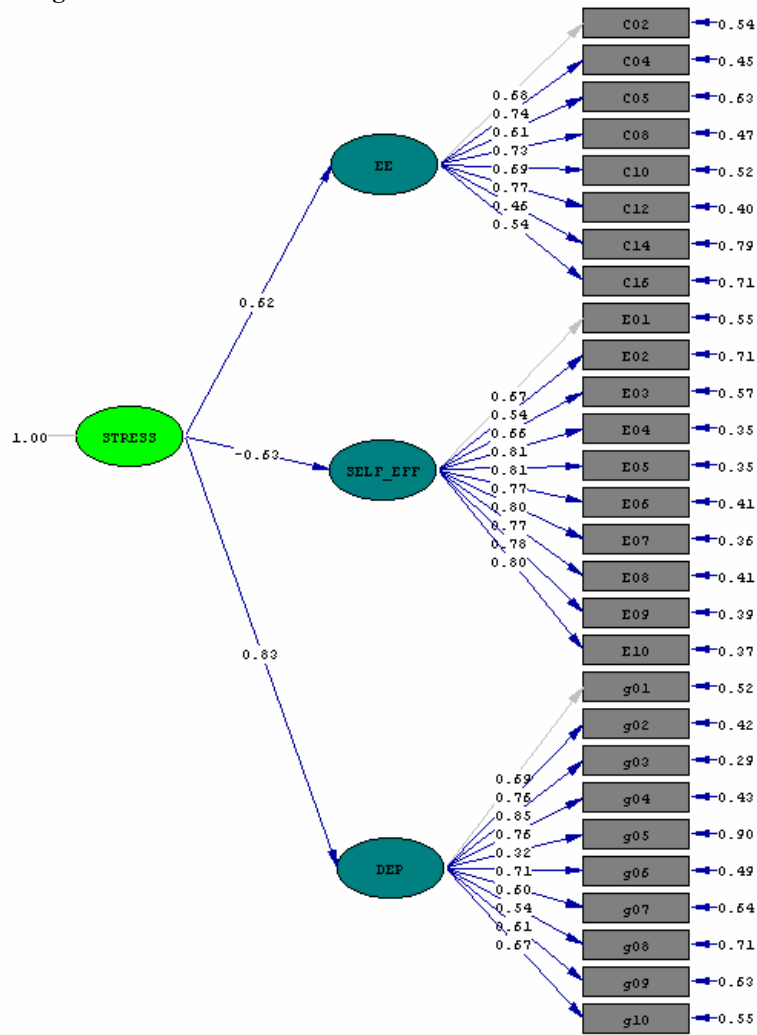 C02 0.54
C04 0.45
0.68
C05 0.63
0.74
0.61
C08 0.47
0.73
EE
0.69
C10 0.52
0.77
C12 0.40
0.46
0.54
C14 0.79
C16 0.71
0.62
E01 0.55
E02 0.71
0.67
E03 0.57
0.54
0.66
E04 0.35
0.81
1.00 STRESS
-0.63
0.81
E05 0.35
SELF_EFF
0.77
E06 0.41
0.80
0.77
E07 0.36
0.78
0.80
E08 0.41
E09 0.39
E10 0.37
0.83
g01 0.52
g02 0.42
g03 0.29
0.69
0.76
g04 0.43
0.85
0.76
g05 0.90
0.32
DEP
0.71
g06 0.49
0.60
0.54
g07 0.64
0.61
0.67
g08 0.71
g09 0.63
g10 0.55